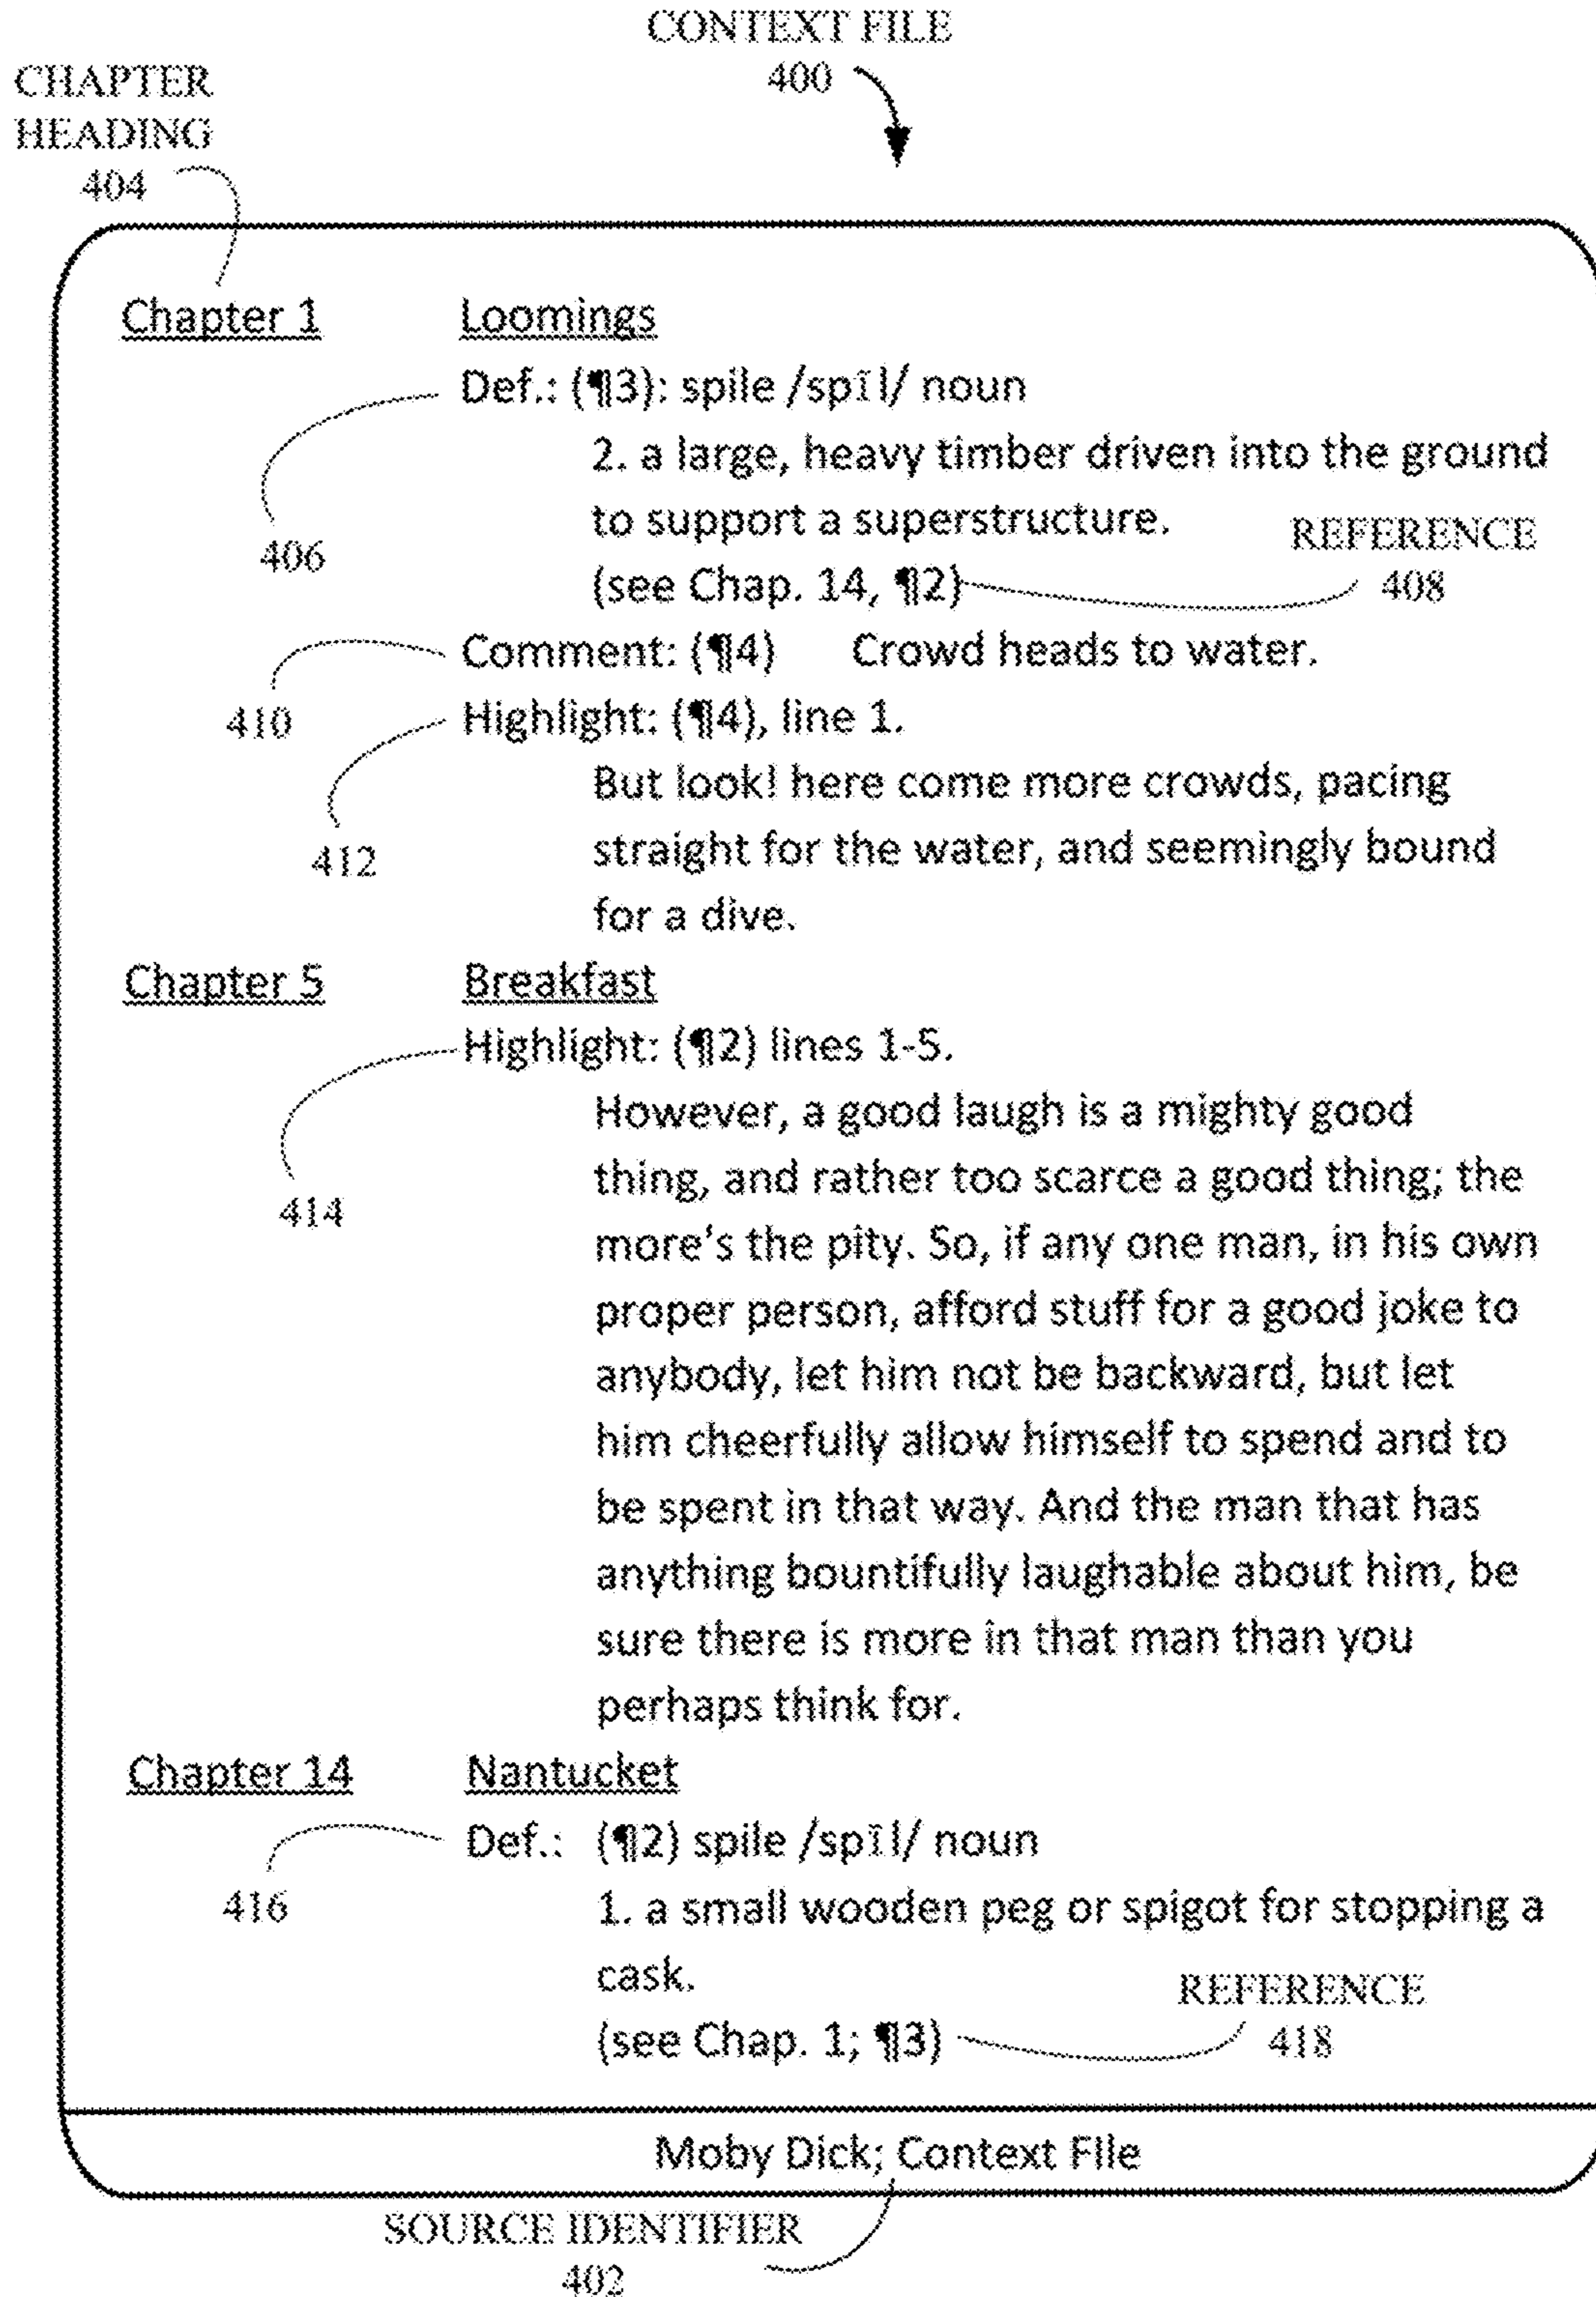 CONTEXT FILE
400
CHAPTER
HEADING
404
Chapter 1 Loomings
Def.: (¶3): spile /spīl/ noun
2. a large, heavy timber driven into the ground
to support a superstructure.
REFERENCE
406
(see Chap. 14, ¶2)
408
Comment: (¶4) Crowd heads to water.
410
Highlight: (¶4), line 1.
But look! here come more crowds, pacing
straight for the water, and seemingly bound
412
for a dive.
Chapter 5 Breakfast
Highlight: (¶2) lines 1-5.
However, a good laugh is a mighty good
thing, and rather too scarce a good thing; the
414
more's the pity. So, if any one man, in his own
proper person, afford stuff for a good joke to
anybody, let him not be backward, but let
him cheerfully allow himself to spend and to
be spent in that way. And the man that has
anything bountifully laughable about him, be
sure there is more in that man than you
perhaps think for.
Chapter 14 Nantucket
Def.: (¶2) spile /spīl/ noun
416
1. a small wooden peg or spigot for stopping a
cask.
REFERENCE
418
(see Chap. 1; ¶3)
Moby Dick; Context File
SOURCE IDENTIFIER
402